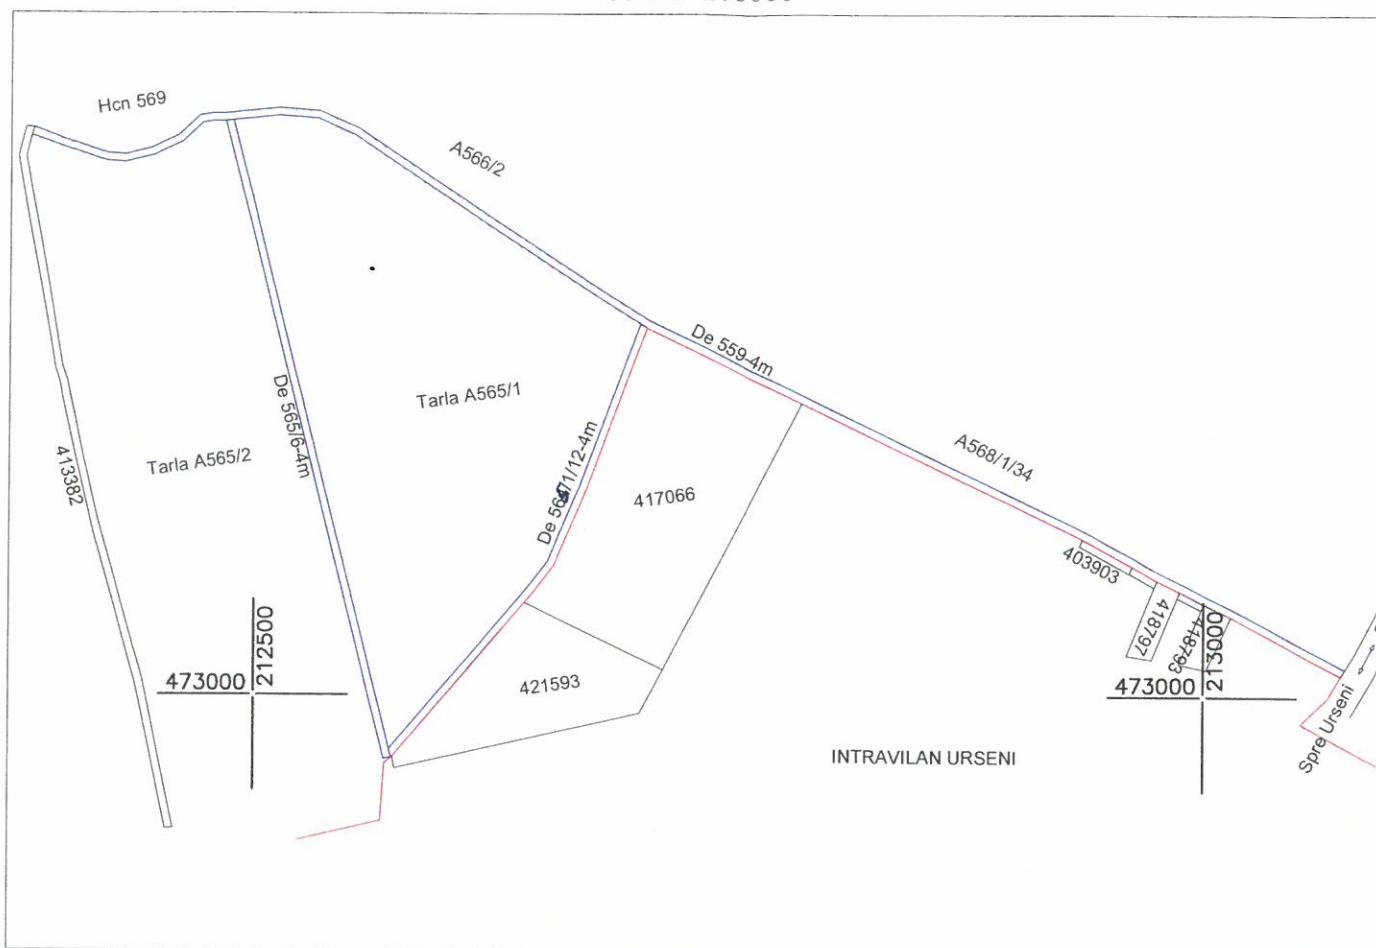 Hcn 569
A566/2
De 559-4m
Tarla A565/1
De 565/6-4m
Tarla A565/2
413382
417066
A568/1/34
403903
418797
418793
212500
473000
421593
213000
473000
Spre Urseni
INTRAVILAN URSENI